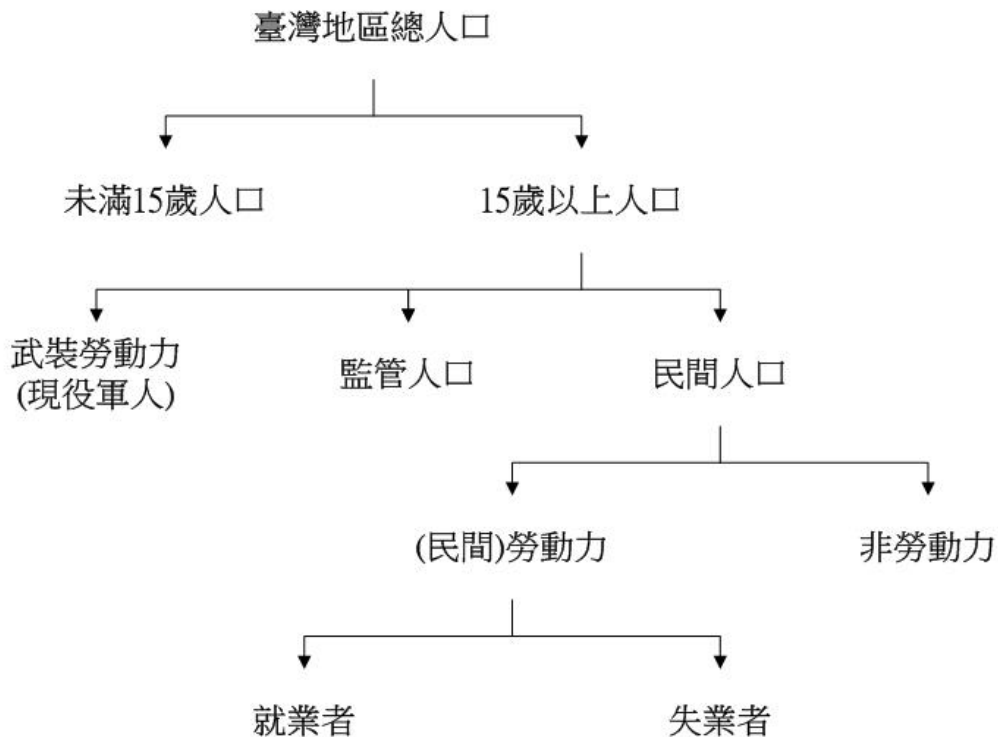 臺灣地區總人口
未滿15歲人口
15歲以上人口
武裝勞動力
(現役軍人)
監管人口
民間人口
(民間)勞動力
非勞動力
就業者
失業者